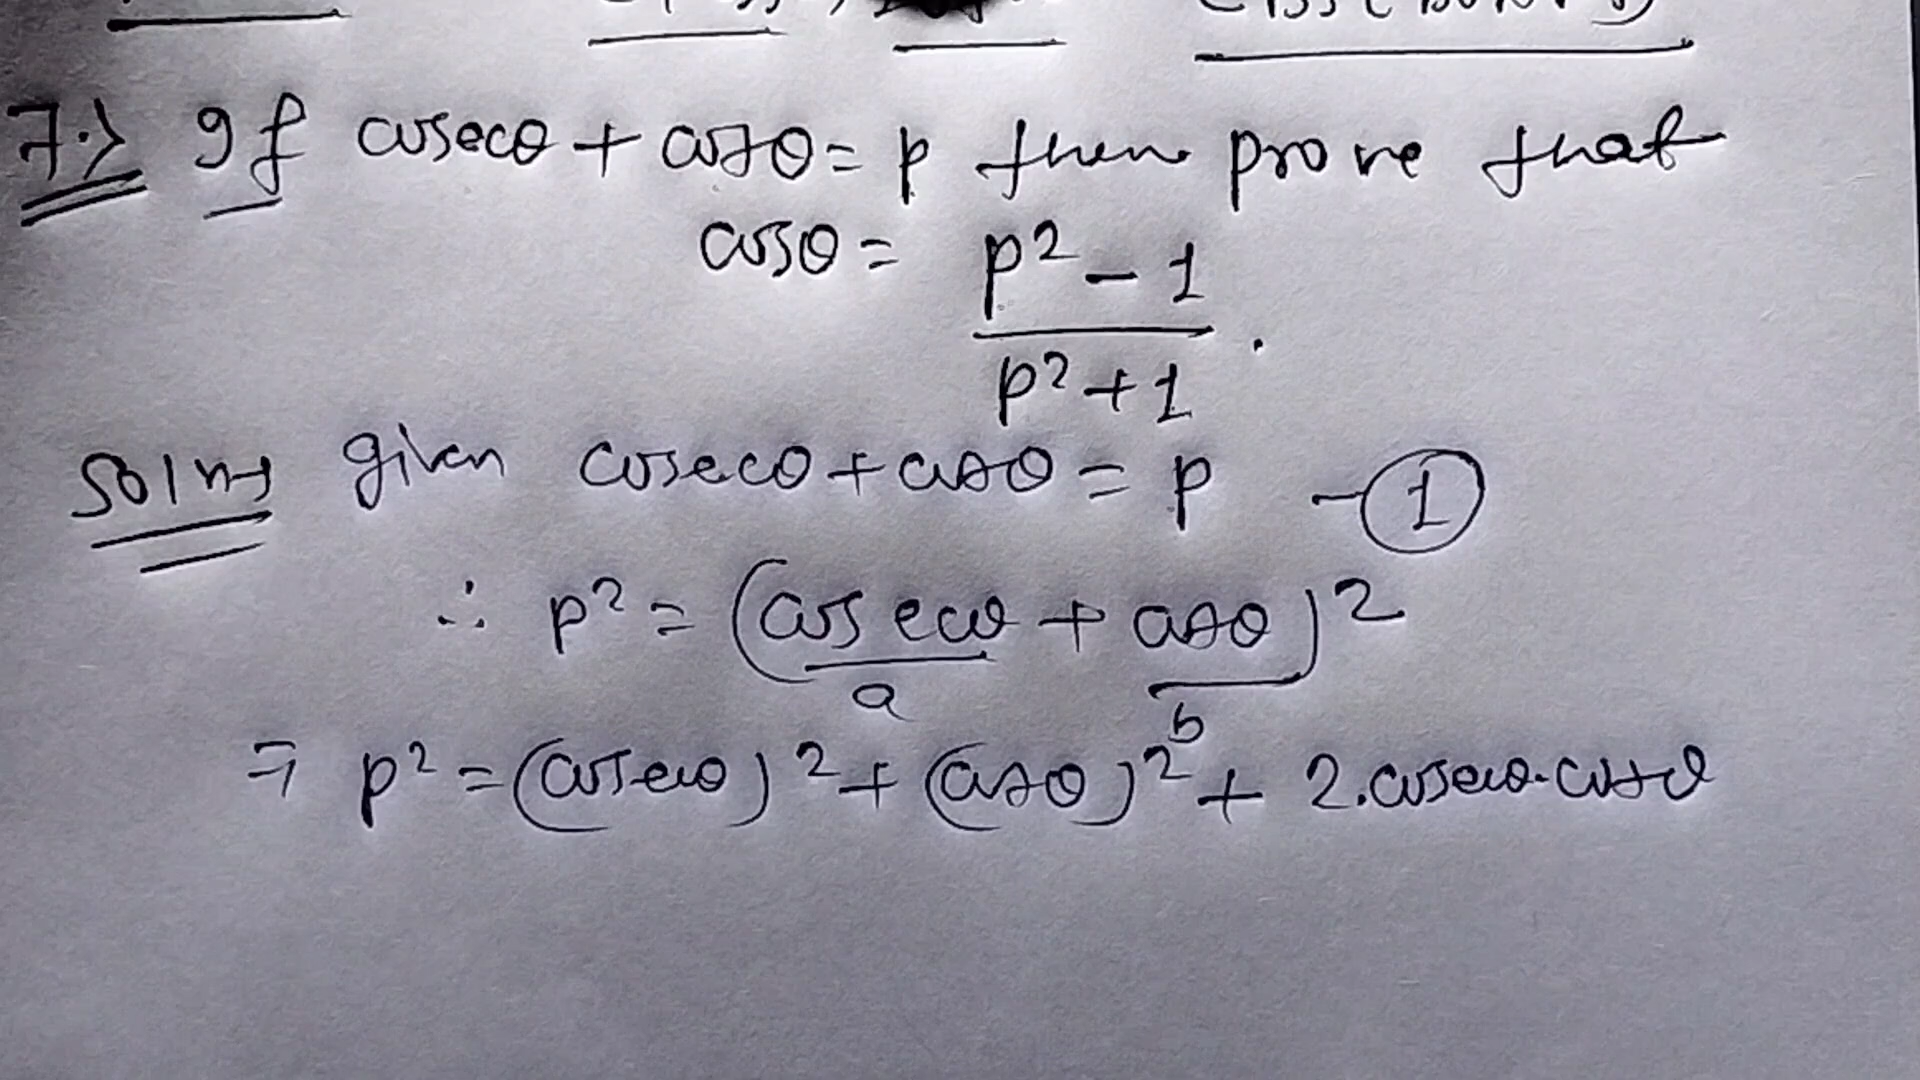 7.> If cosecθ + cotθ = p then prove that
cosθ = p² - 1
p² + 1 .
Soln→ given cosecθ + cotθ = p - ①
∴ p² = (cosecθ + cotθ)²
a b
⇒ p² = (cosecθ)² + (cotθ)² + 2.cosecθ.cotθ